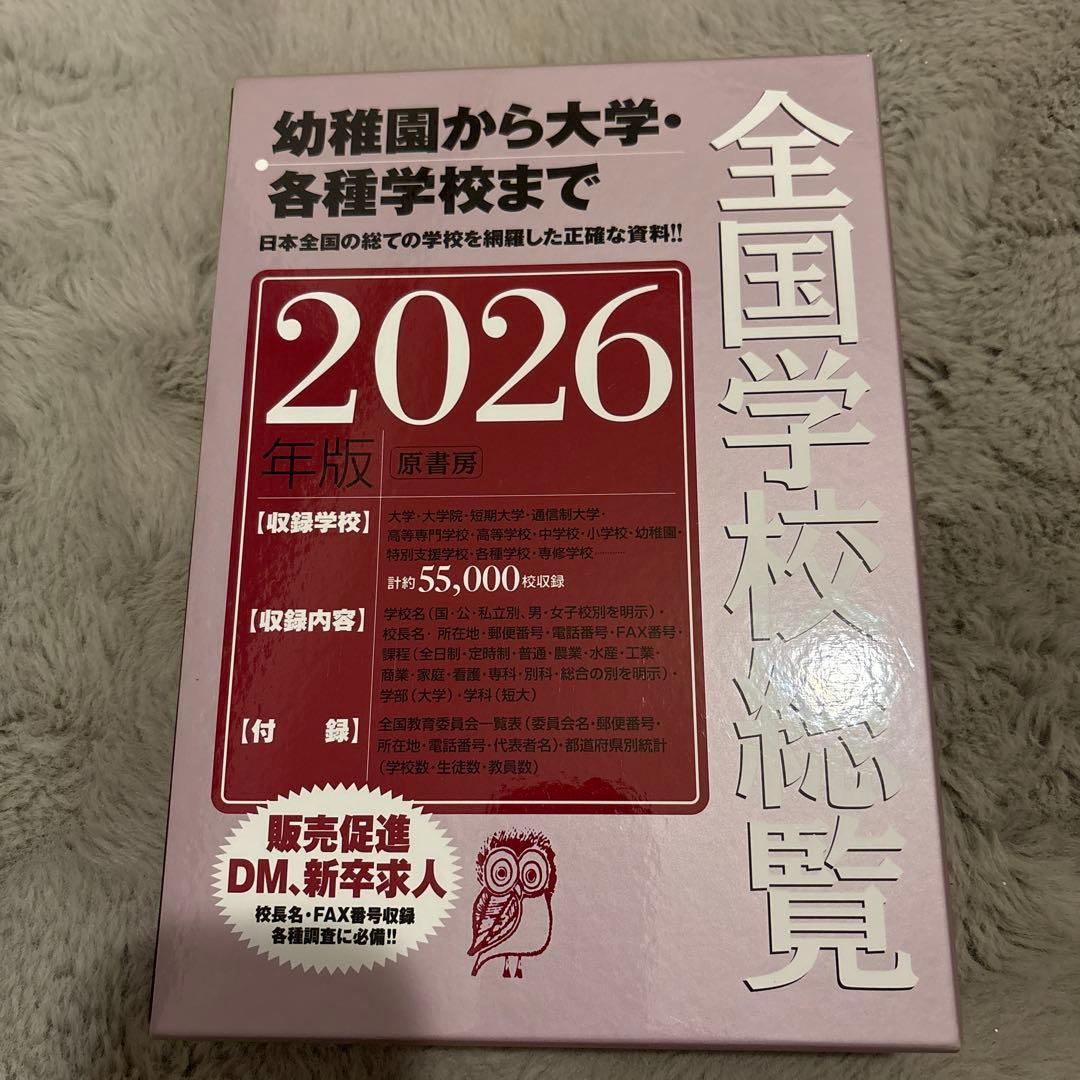 全国学校総覧
幼稚園から大学・
各種学校まで
日本全国の総ての学校を網羅した正確な資料!!
2026
年版 原書房
【収録学校】
大学・大学院・短期大学・通信制大学・
高等専門学校・高等学校・中学校・小学校・幼稚園・
特別支援学校・各種学校・専修学校…………
計約55,000校収録
【収録内容】
学校名（国・公・私立別、男・女子校別を明示）・
校長名・所在地・郵便番号・電話番号・FAX番号・
課程（全日制・定時制・普通・農業・水産・工業・
商業・家庭・看護・専科・別科・総合の別を明示）・
学部（大学）・学科（短大）
【付　録】
全国教育委員会一覧表（委員会名・郵便番号・
所在地・電話番号・代表者名）・都道府県別統計
（学校数・生徒数・教員数）
販売促進
DM、新卒求人
校長名・FAX番号収録
各種調査に必備!!